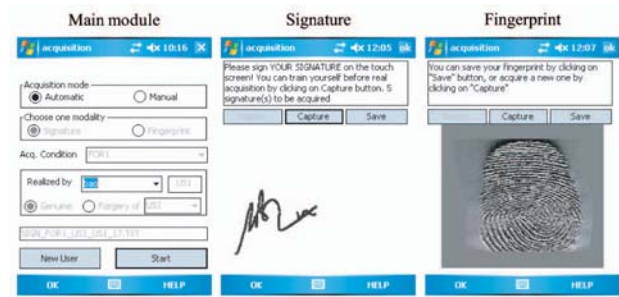 Main module
acquisition 10:16
Acquisition mode
Automatic Manual
Choose one modality
Signature Fingerprint
Acq. Condition FOR1
Realized by USI
Genuine Forgery of USI
New User Start
OK HELP
Signature
acquisition 12:05 ok
Please sign YOUR SIGNATURE on the touch
screen! You can train yourself before real
acquisition by clicking on Capture button. 5
signature(s) to be acquired
Capture Save
OK HELP
Fingerprint
acquisition 12:07 ok
You can save your fingerprint by clicking on
"Save" button, or acquire a new one by
clicking on "Capture"
Capture Save
OK HELP